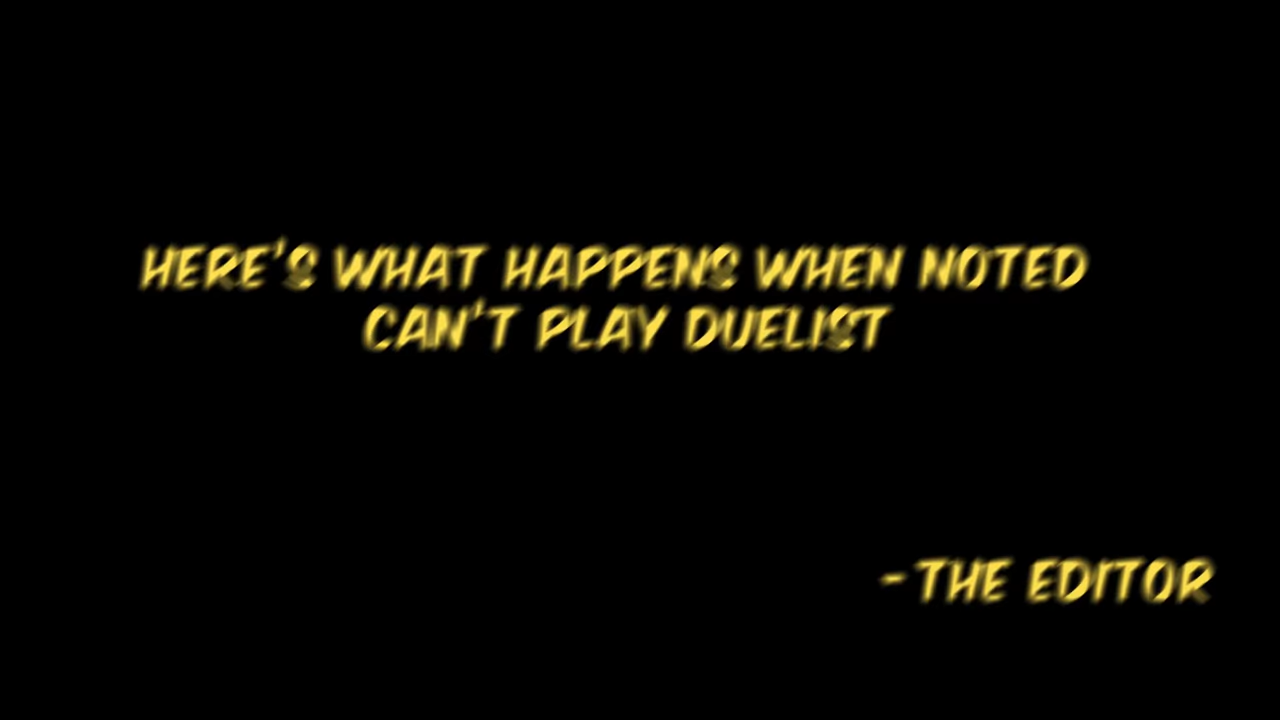 HERE'S WHAT HAPPENS WHEN NOTED
CAN'T PLAY DUELIST
- THE EDITOR